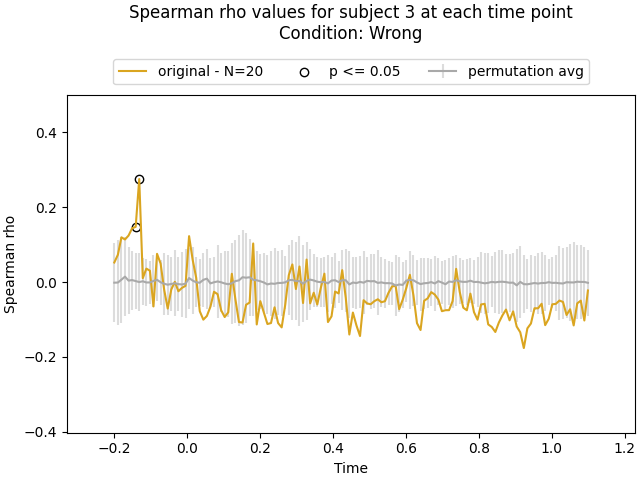 Spearman rho values for subject 3 at each time point
Condition: Wrong
original - N=20
p <= 0.05
permutation avg
0.4
0.2
0.0
−0.2
−0.4
Spearman rho
−0.2
0.0
0.2
0.4
0.6
0.8
1.0
1.2
Time